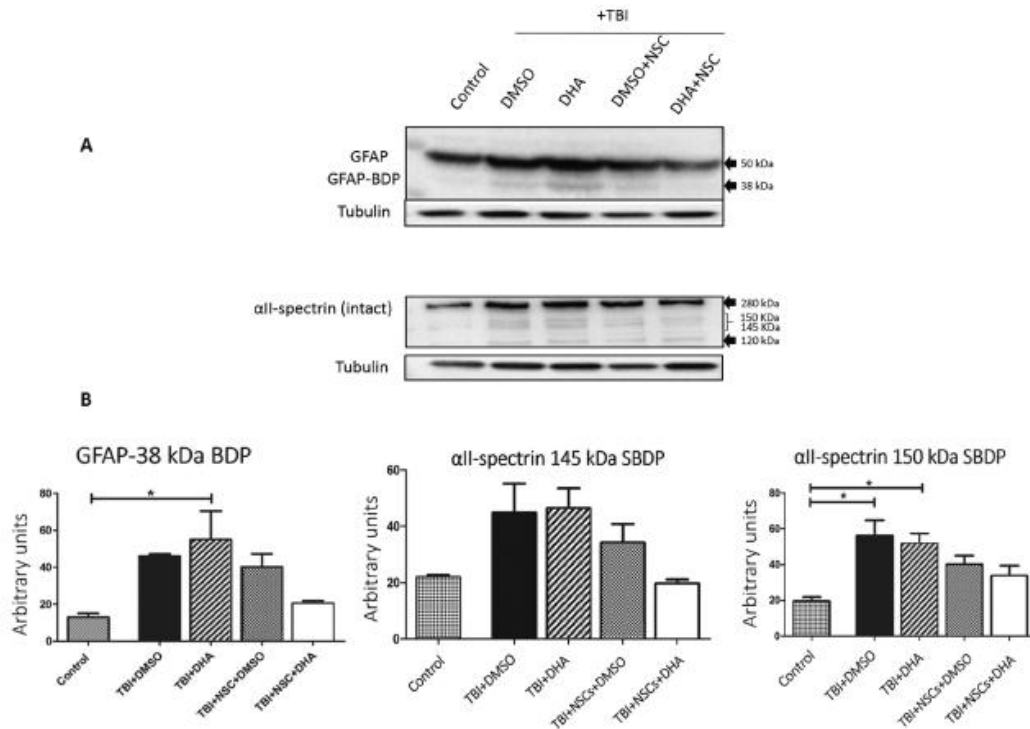 +TBI
Control
DMSO
DHA
DMSO+NSC
DHA+NSC
A
GFAP
50 kDa
GFAP-BDP
38 kDa
Tubulin
αII-spectrin (intact)
280 kDa
150 KDa
145 KDa
120 kDa
Tubulin
B
GFAP-38 kDa BDP
Arbitrary units
80
60
40
20
0
*
Control
TBI+DMSO
TBI+DHA
TBI+NSC+DMSO
TBI+NSC+DHA
αII-spectrin 145 kDa SBDP
Arbitrary units
60
40
20
0
Control
TBI+DMSO
TBI+DHA
TBI+NSCs+DMSO
TBI+NSCs+DHA
αII-spectrin 150 kDa SBDP
Arbitrary units
80
60
40
20
0
*
*
Control
TBI+DMSO
TBI+DHA
TBI+NSCs+DMSO
TBI+NSCs+DHA